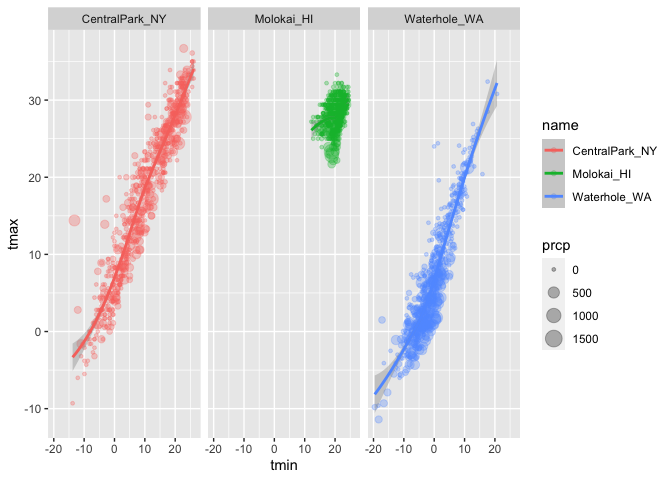 CentralPark_NY
Molokai_HI
Waterhole_WA
30
20
10
0
-10
tmax
-20 -10 0 10 20
-20 -10 0 10 20
-20 -10 0 10 20
tmin
name
CentralPark_NY
Molokai_HI
Waterhole_WA
prcp
0
500
1000
1500